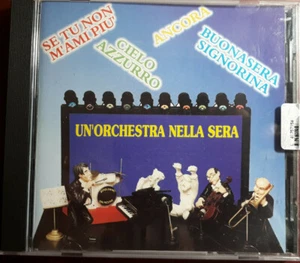 SE TU NON
M'AMI PIU'
CIELO
AZZURRO
ANCORA
BUONASERA
SIGNORINA
UN'ORCHESTRA NELLA SERA